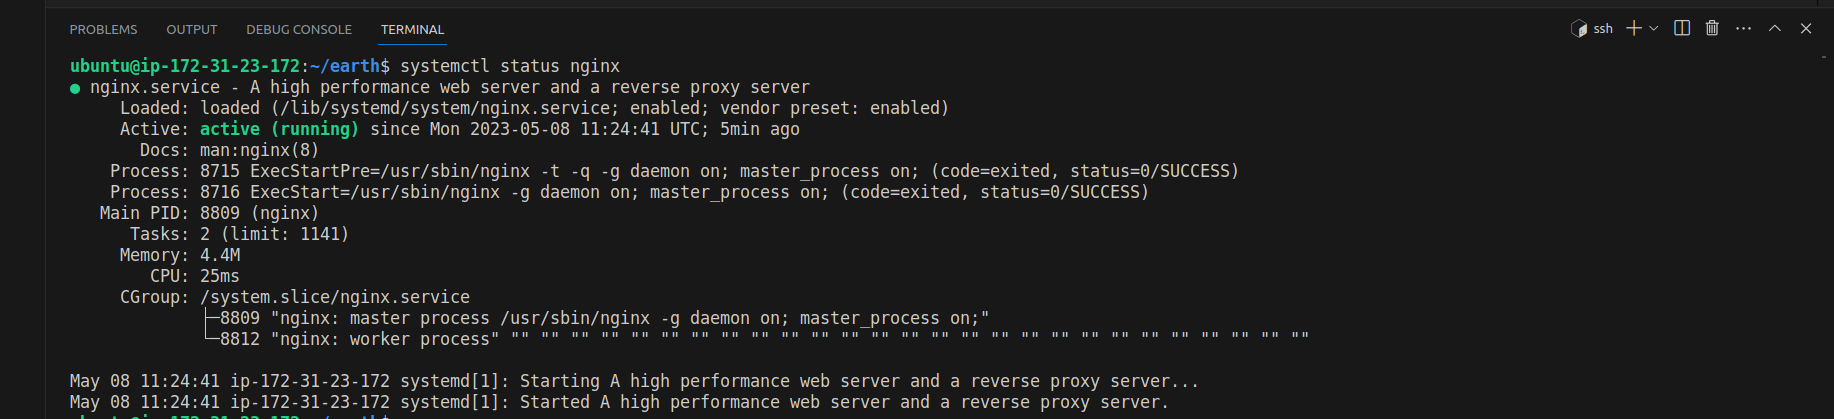 PROBLEMS OUTPUT DEBUG CONSOLE TERMINAL ssh
ubuntu@ip-172-31-23-172:~/earth$ systemctl status nginx
● nginx.service - A high performance web server and a reverse proxy server
Loaded: loaded (/lib/systemd/system/nginx.service; enabled; vendor preset: enabled)
Active: active (running) since Mon 2023-05-08 11:24:41 UTC; 5min ago
Docs: man:nginx(8)
Process: 8715 ExecStartPre=/usr/sbin/nginx -t -q -g daemon on; master_process on; (code=exited, status=0/SUCCESS)
Process: 8716 ExecStart=/usr/sbin/nginx -g daemon on; master_process on; (code=exited, status=0/SUCCESS)
Main PID: 8809 (nginx)
Tasks: 2 (limit: 1141)
Memory: 4.4M
CPU: 25ms
CGroup: /system.slice/nginx.service
├─8809 "nginx: master process /usr/sbin/nginx -g daemon on; master_process on;"
└─8812 "nginx: worker process" "" "" "" "" "" "" "" "" "" "" "" "" "" "" "" "" "" "" "" "" "" "" "" "" "" "" ""
May 08 11:24:41 ip-172-31-23-172 systemd[1]: Starting A high performance web server and a reverse proxy server...
May 08 11:24:41 ip-172-31-23-172 systemd[1]: Started A high performance web server and a reverse proxy server.
ubuntu@ip-172-31-23-172:~/earth$